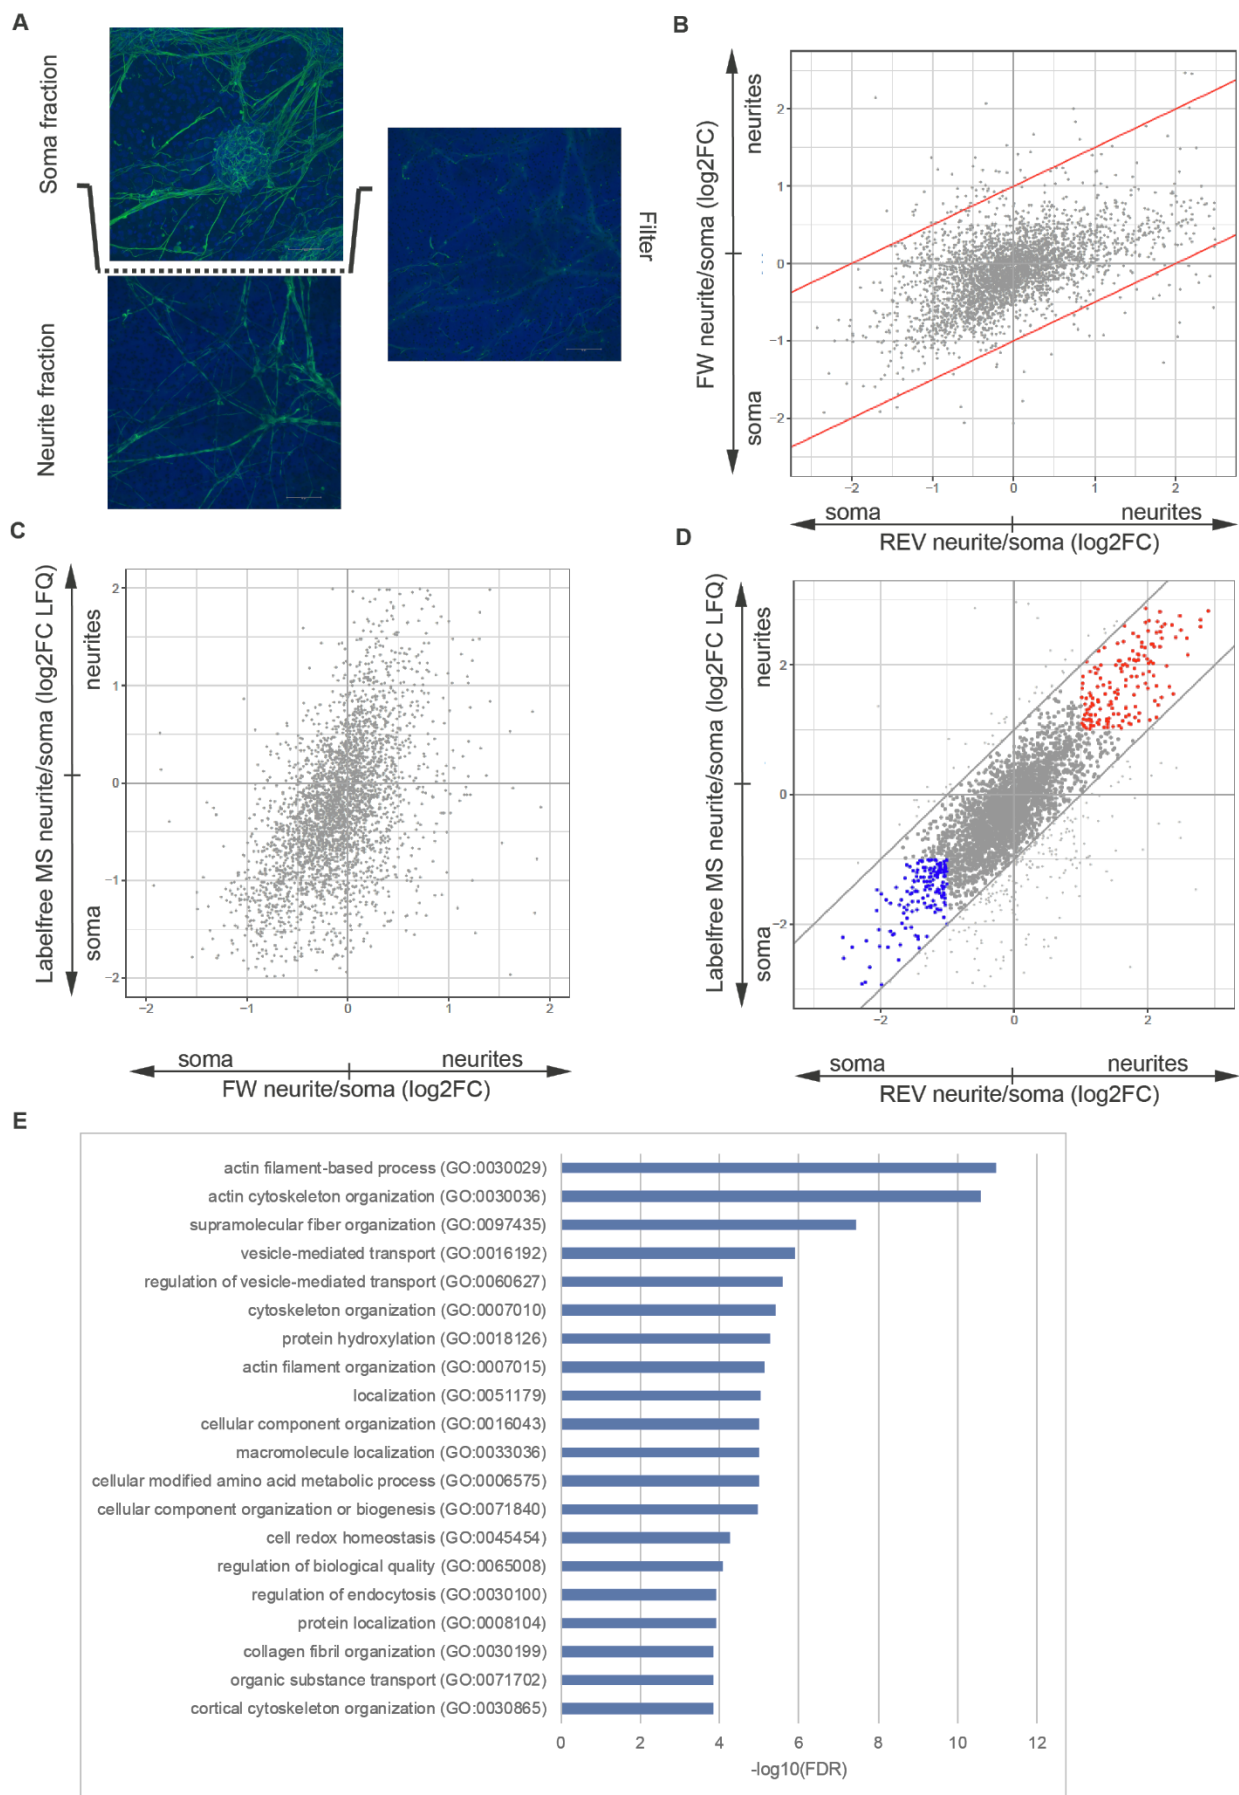 A
Soma fraction
Neurite fraction
Filter
B
FW neurite/soma (log2FC)
neurites
soma
2
1
0
−1
−2
−2
−1
0
1
2
soma
neurites
REV neurite/soma (log2FC)
C
Labelfree MS neurite/soma (log2FC LFQ)
neurites
soma
2
1
0
−1
−2
−2
−1
0
1
2
soma
neurites
FW neurite/soma (log2FC)
D
Labelfree MS neurite/soma (log2FC LFQ)
neurites
soma
2
0
−2
−2
0
2
soma
neurites
REV neurite/soma (log2FC)
E
actin filament-based process (GO:0030029)
actin cytoskeleton organization (GO:0030036)
supramolecular fiber organization (GO:0097435)
vesicle-mediated transport (GO:0016192)
regulation of vesicle-mediated transport (GO:0060627)
cytoskeleton organization (GO:0007010)
protein hydroxylation (GO:0018126)
actin filament organization (GO:0007015)
localization (GO:0051179)
cellular component organization (GO:0016043)
macromolecule localization (GO:0033036)
cellular modified amino acid metabolic process (GO:0006575)
cellular component organization or biogenesis (GO:0071840)
cell redox homeostasis (GO:0045454)
regulation of biological quality (GO:0065008)
regulation of endocytosis (GO:0030100)
protein localization (GO:0008104)
collagen fibril organization (GO:0030199)
organic substance transport (GO:0071702)
cortical cytoskeleton organization (GO:0030865)
0 2 4 6 8 10 12
-log10(FDR)